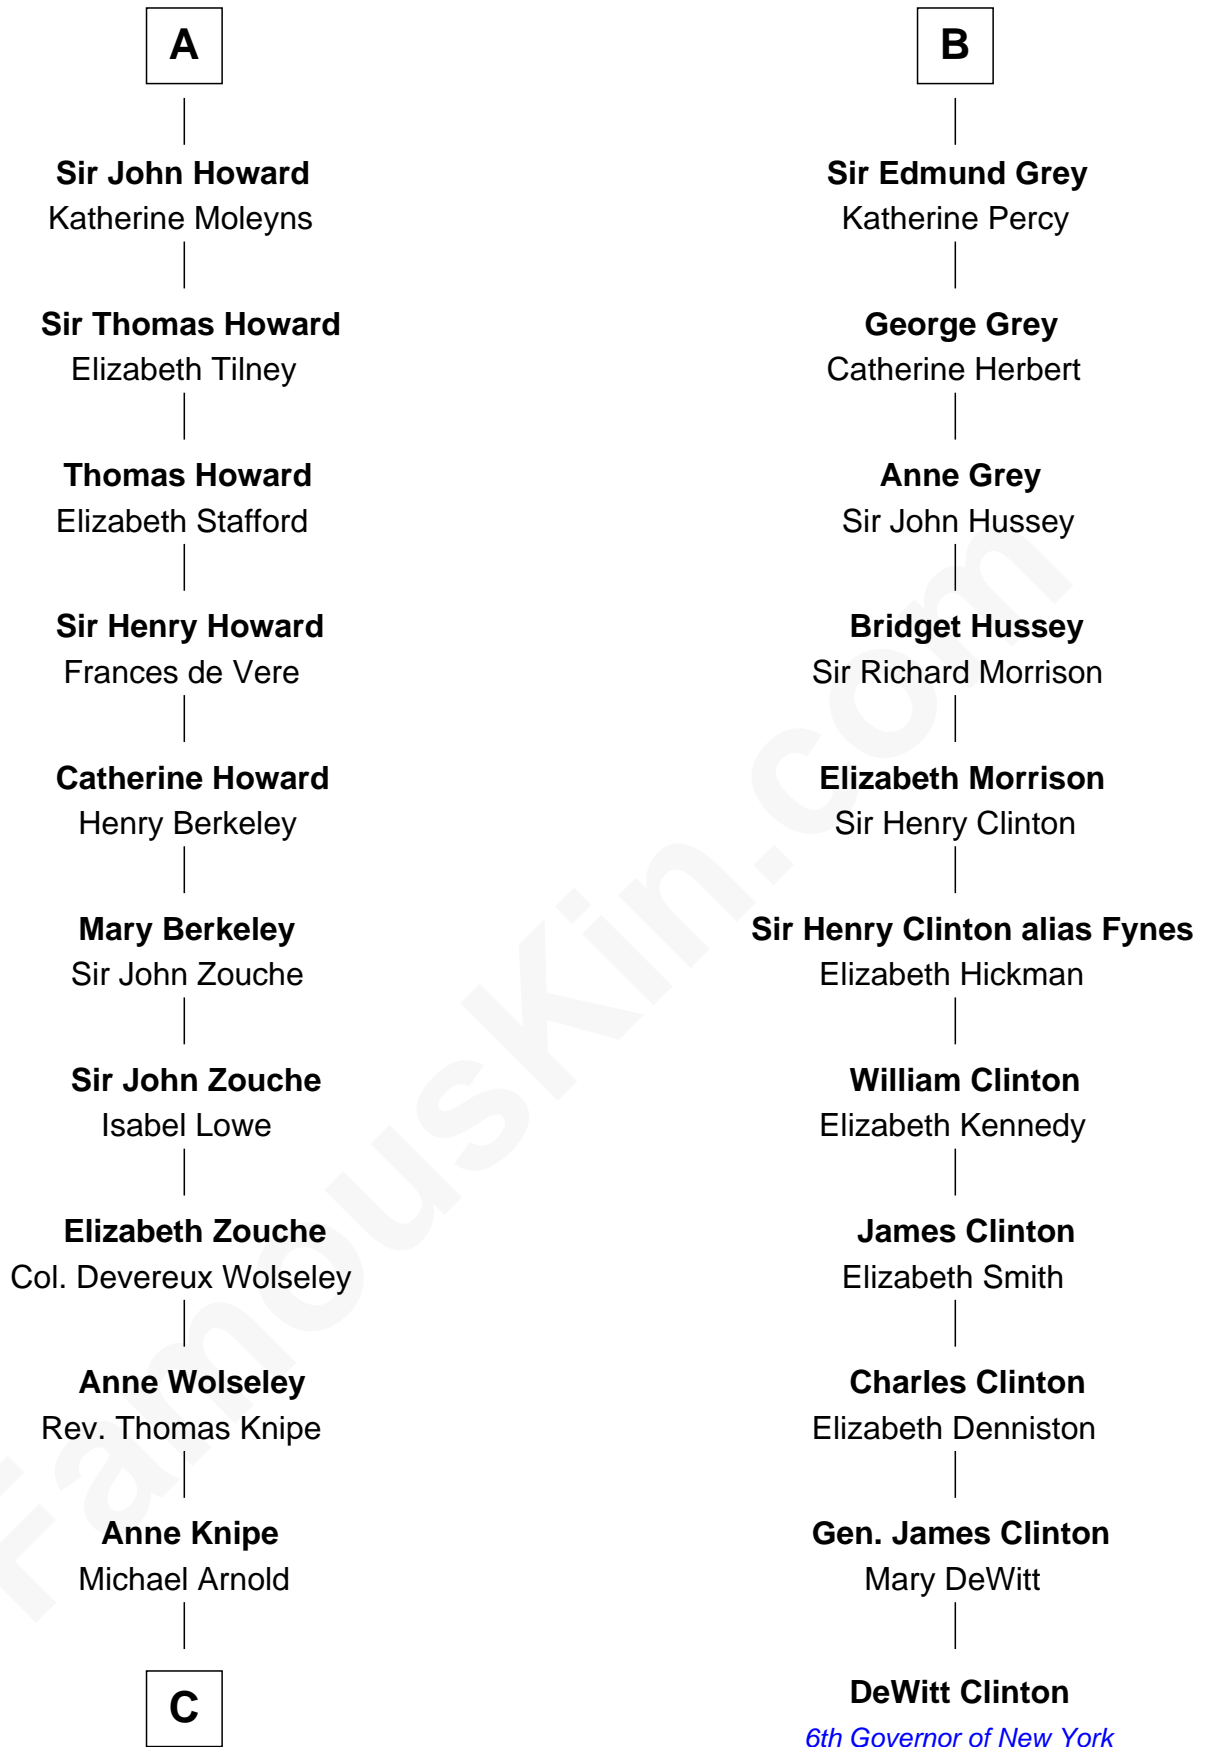 A
Sir John Howard
Katherine Moleyns
Sir Thomas Howard
Elizabeth Tilney
Thomas Howard
Elizabeth Stafford
Sir Henry Howard
Frances de Vere
Catherine Howard
Henry Berkeley
Mary Berkeley
Sir John Zouche
Sir John Zouche
Isabel Lowe
Elizabeth Zouche
Col. Devereux Wolseley
Anne Wolseley
Rev. Thomas Knipe
Anne Knipe
Michael Arnold
C
B
Sir Edmund Grey
Katherine Percy
George Grey
Catherine Herbert
Anne Grey
Sir John Hussey
Bridget Hussey
Sir Richard Morrison
Elizabeth Morrison
Sir Henry Clinton
Sir Henry Clinton alias Fynes
Elizabeth Hickman
William Clinton
Elizabeth Kennedy
James Clinton
Elizabeth Smith
Charles Clinton
Elizabeth Denniston
Gen. James Clinton
Mary DeWitt
DeWitt Clinton
6th Governor of New York
FamousKin.com